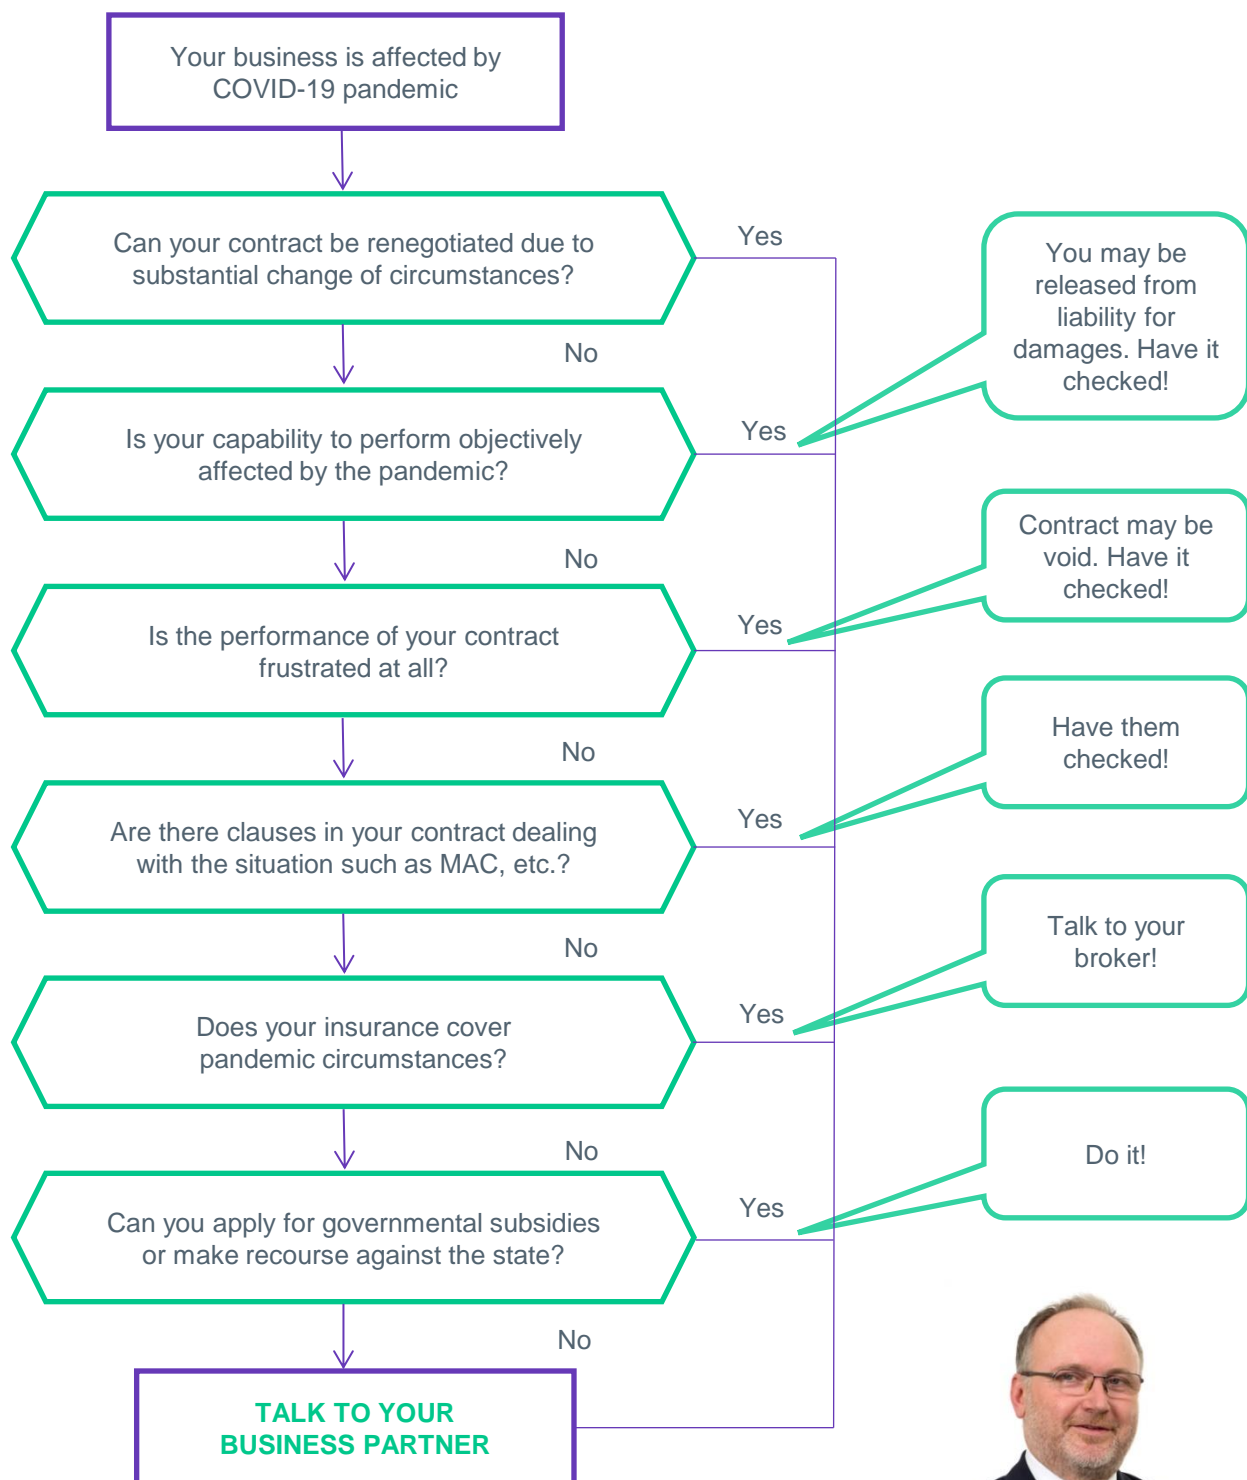 Your business is affected by
COVID-19 pandemic
Can your contract be renegotiated due to
substantial change of circumstances?
Yes
You may be
released from
liability for
damages. Have it
checked!
No
Is your capability to perform objectively
affected by the pandemic?
Yes
Contract may be
void. Have it
checked!
No
Is the performance of your contract
frustrated at all?
Yes
Have them
checked!
No
Are there clauses in your contract dealing
with the situation such as MAC, etc.?
Yes
Talk to your
broker!
No
Does your insurance cover
pandemic circumstances?
Yes
Do it!
No
Can you apply for governmental subsidies
or make recourse against the state?
Yes
No
TALK TO YOUR
BUSINESS PARTNER